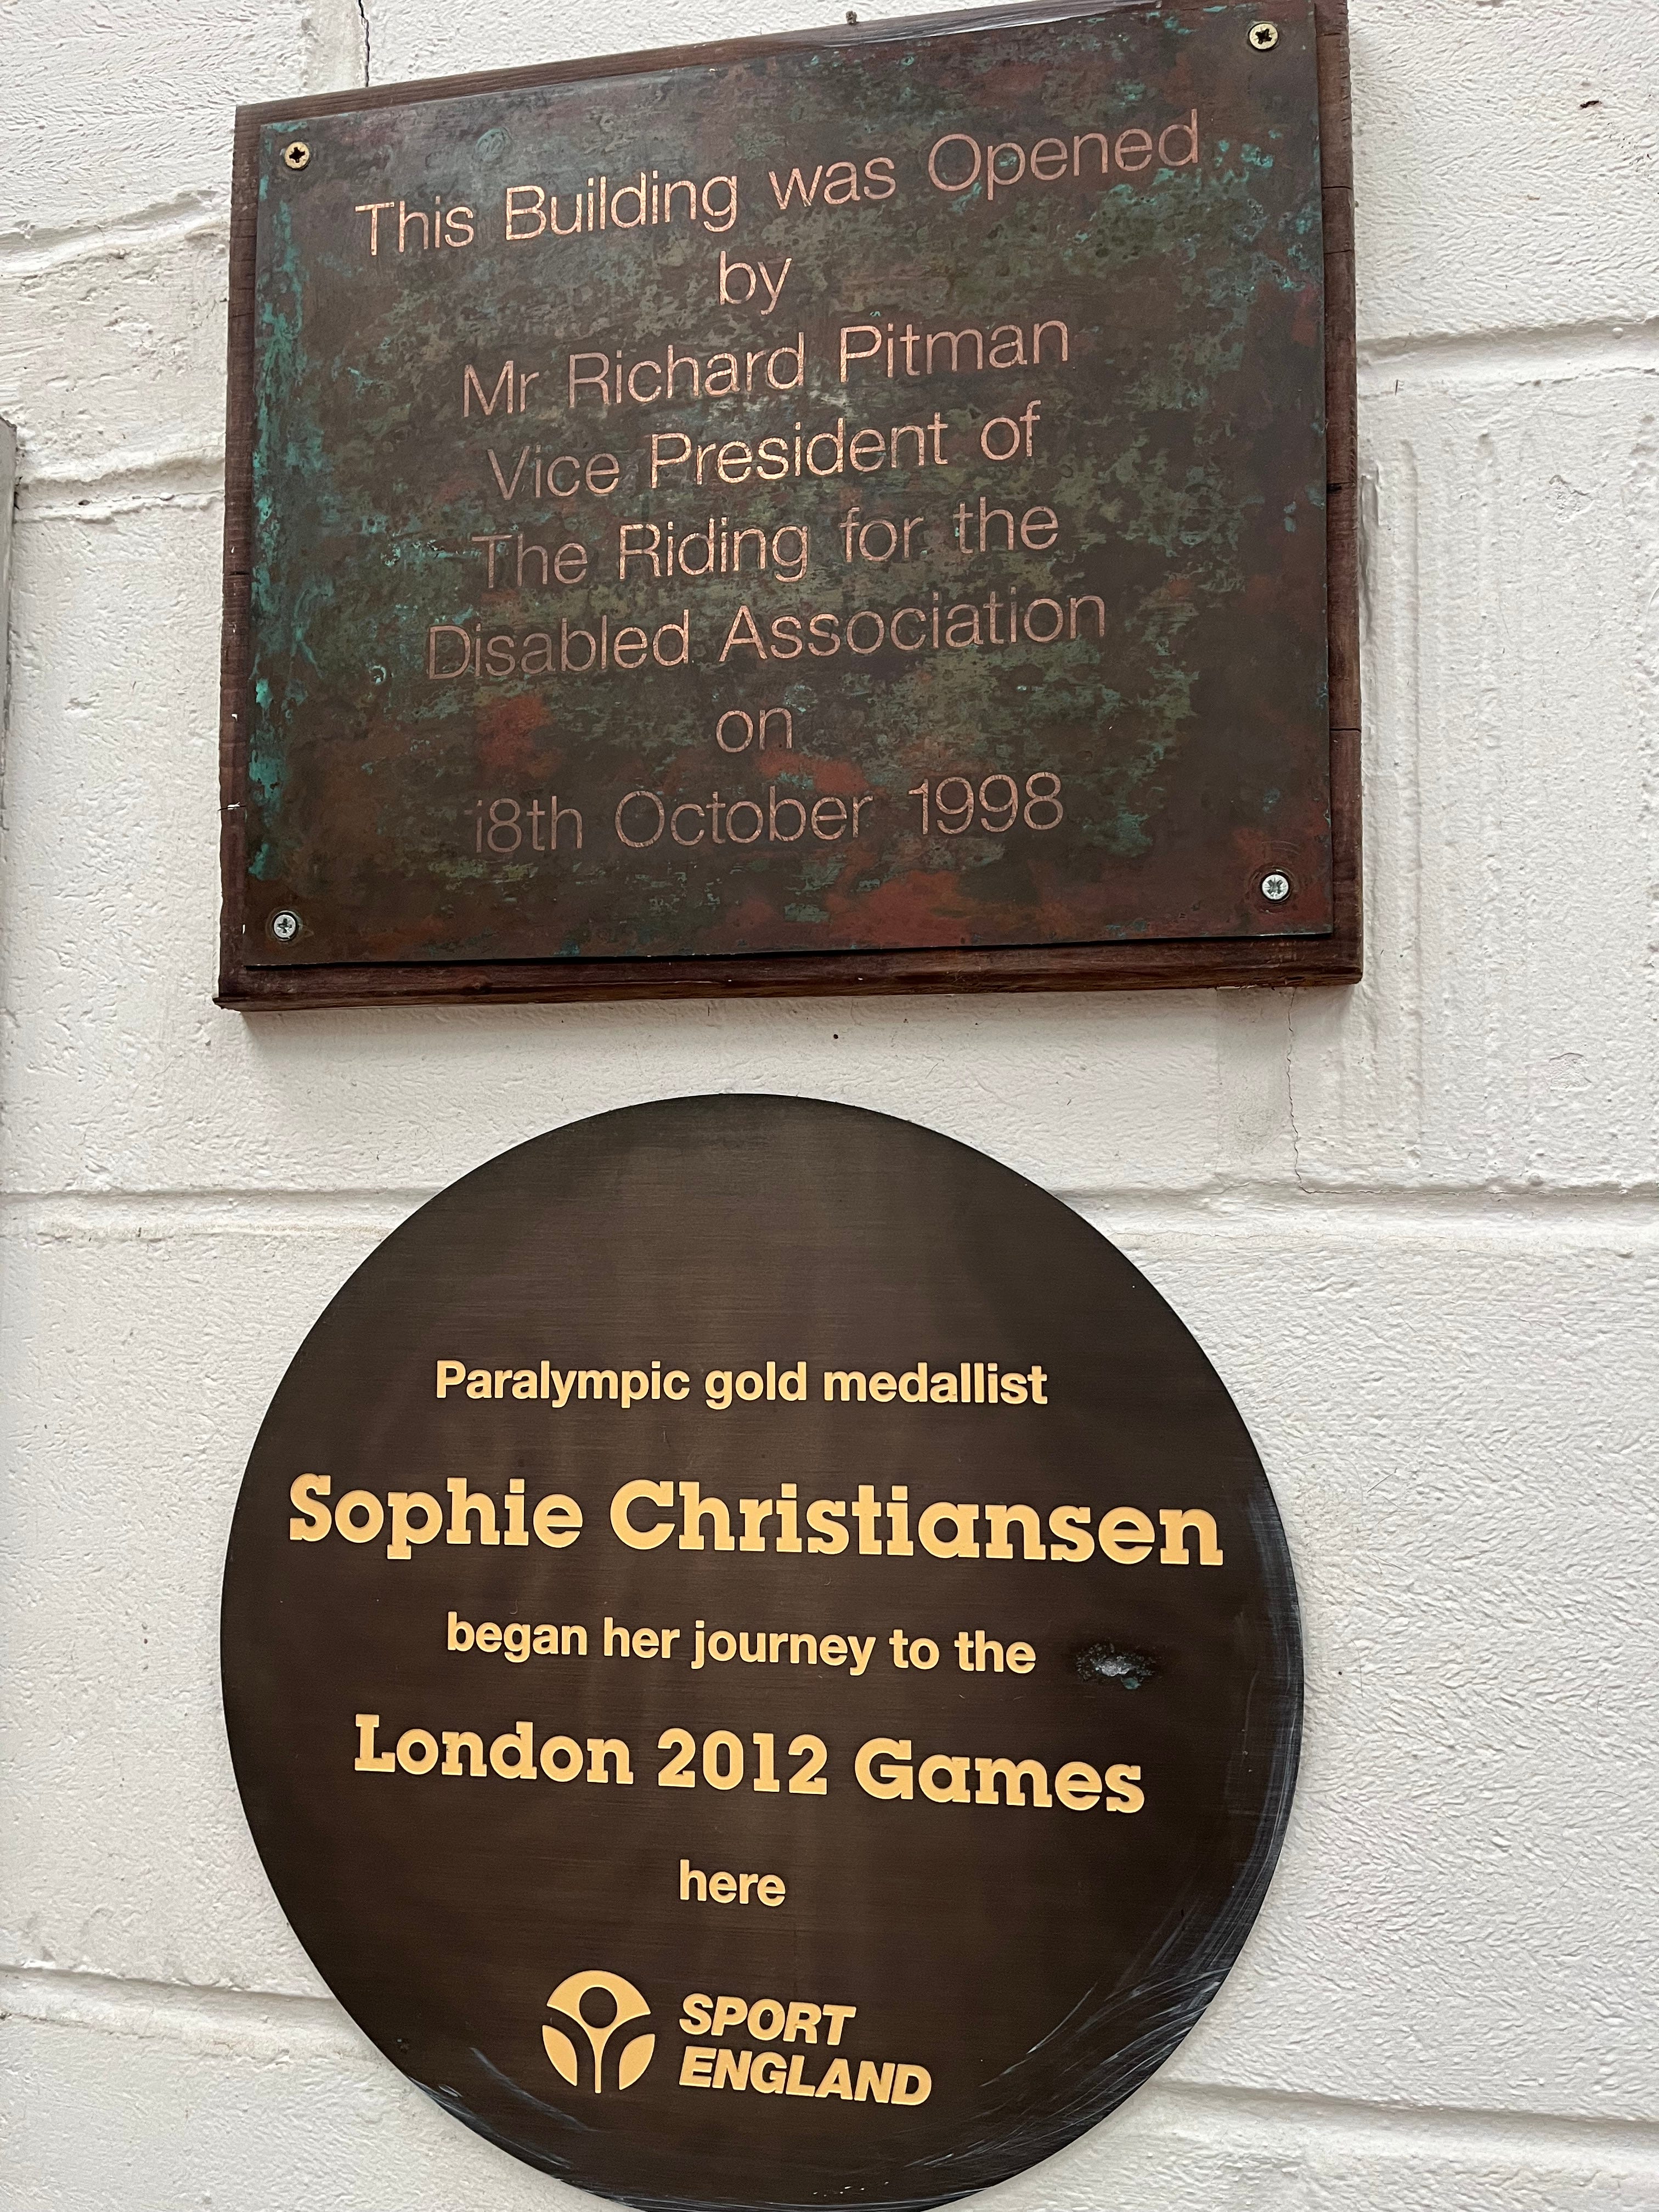 This Building was Opened
by
Mr Richard Pitman
Vice President of
The Riding for the
Disabled Association
on
i8th October 1998
Paralympic gold medallist
Sophie Christiansen
began her journey to the
London 2012 Games
here
SPORT
ENGLAND